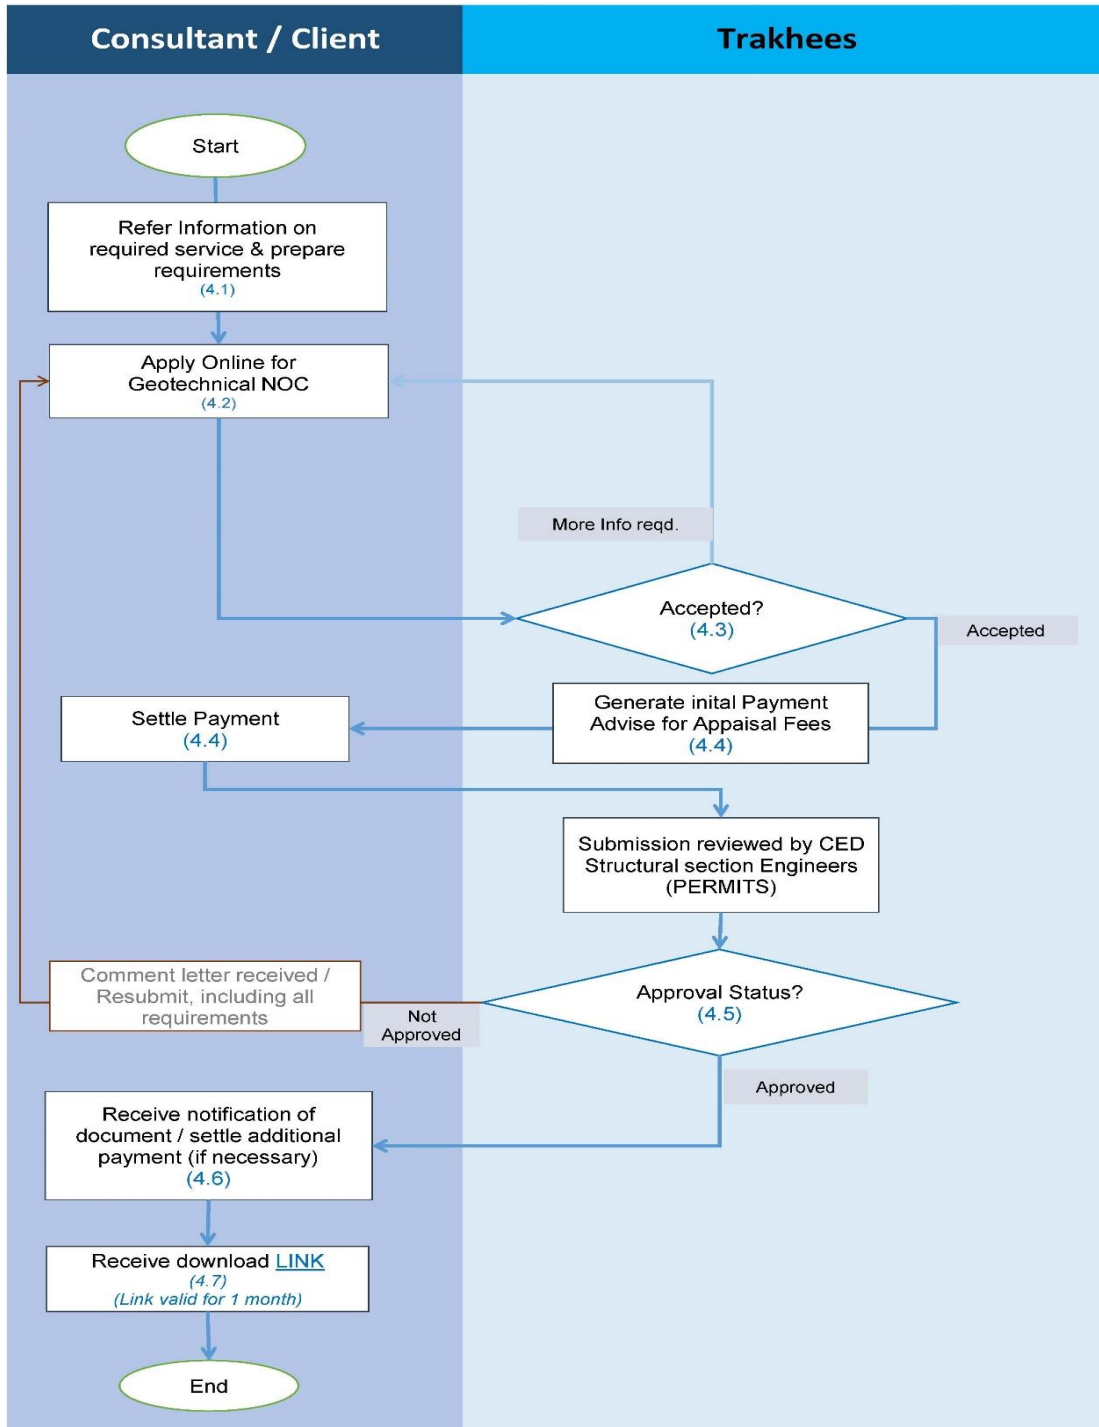 Consultant / Client
Trakhees
Start
Refer Information on
required service & prepare
requirements
(4.1)
Apply Online for
Geotechnical NOC
(4.2)
More Info reqd.
Accepted?
(4.3)
Accepted
Generate inital Payment
Advise for Appaisal Fees
(4.4)
Settle Payment
(4.4)
Submission reviewed by CED
Structural section Engineers
(PERMITS)
Approval Status?
(4.5)
Not
Approved
Comment letter received /
Resubmit, including all
requirements
Approved
Receive notification of
document / settle additional
payment (if necessary)
(4.6)
Receive download LINK
(4.7)
(Link valid for 1 month)
End